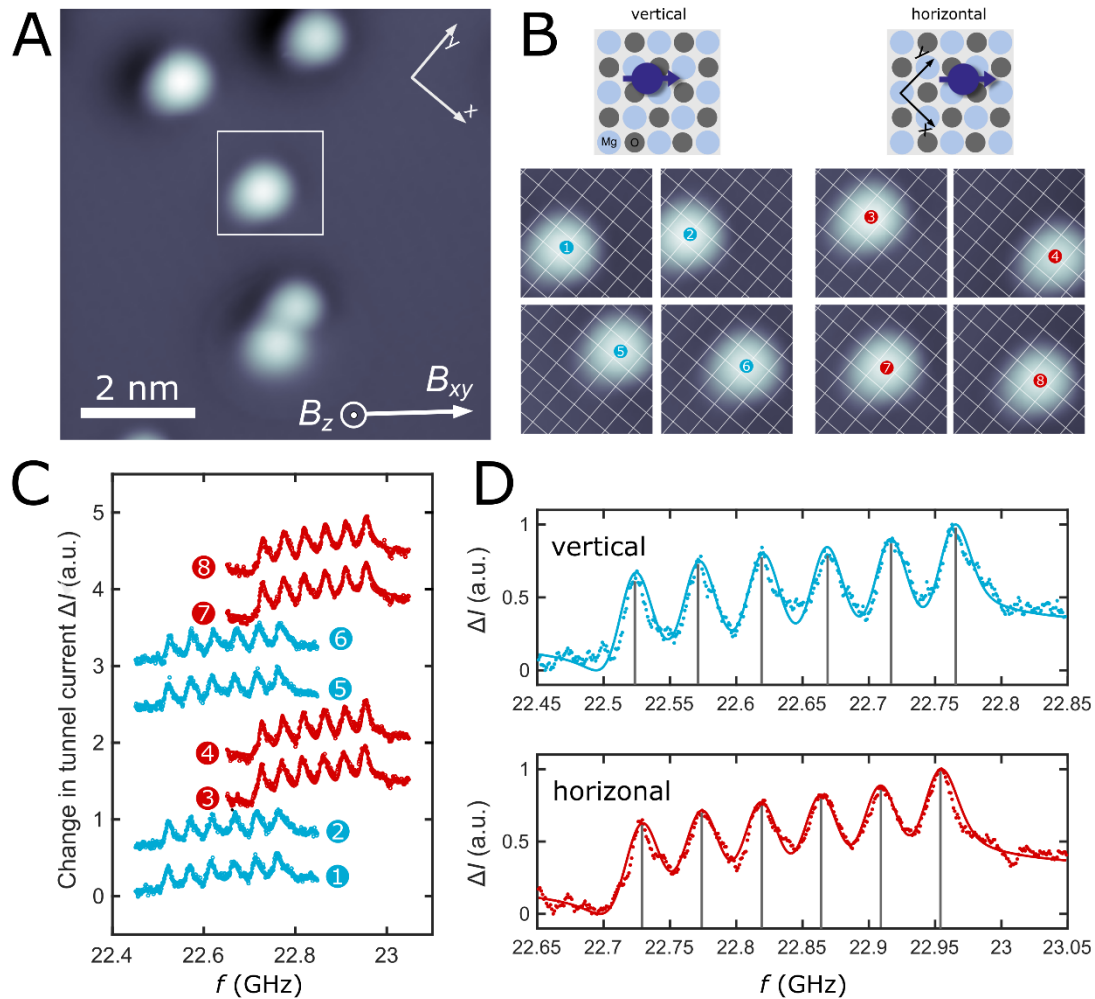 A
y
x
2 nm
Bz
Bxy
B
vertical
horizontal
y
x
Mg
O
1
2
3
4
5
6
7
8
C
Change in tunnel current ΔI (a.u.)
5
4
3
2
1
0
8
7
6
5
4
3
2
1
22.4
22.6
22.8
23
f (GHz)
D
ΔI (a.u.)
1
0.5
0
vertical
22.45
22.5
22.55
22.6
22.65
22.7
22.75
22.8
22.85
ΔI (a.u.)
1
0.5
0
horizonal
22.65
22.7
22.75
22.8
22.85
22.9
22.95
23.0
23.05
f (GHz)